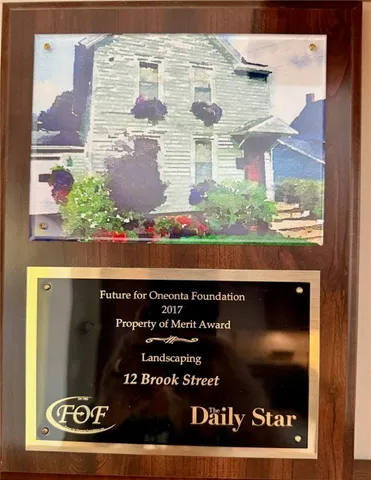 Future for Oneonta Foundation
2017
Property of Merit Award
Landscaping
12 Brook Street
FOF
The Daily Star